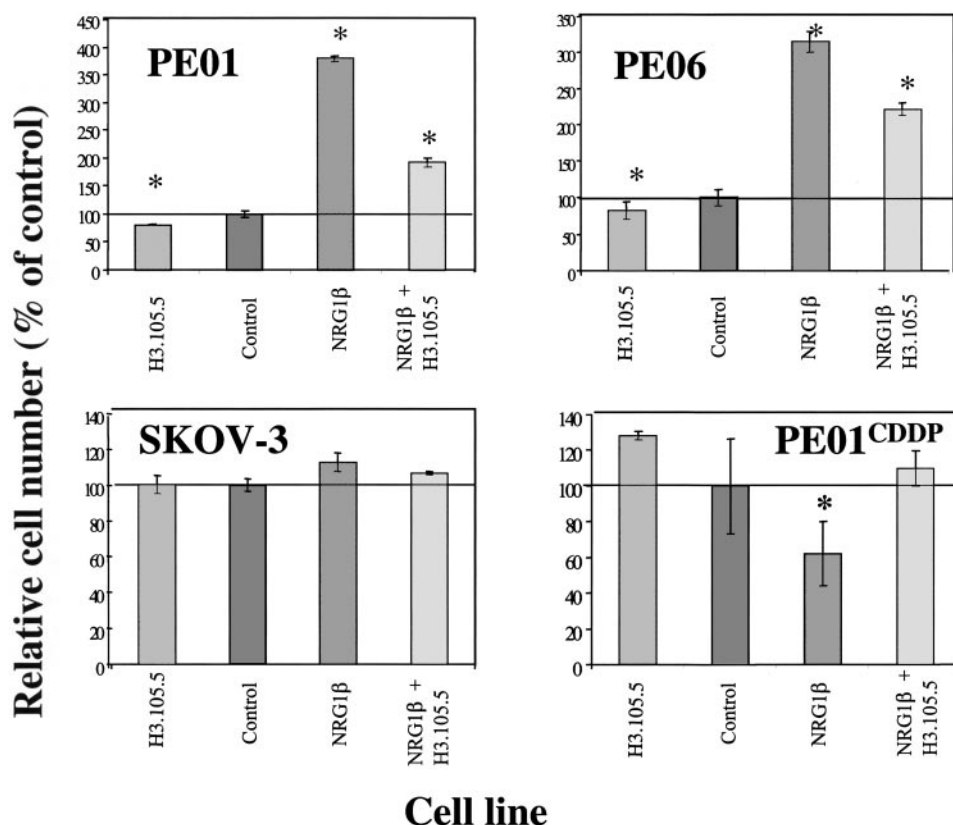 Relative cell number (% of control)
PE01
450
400
350
300
250
200
150
100
50
0
*
*
*
H3.105.5
Control
NRG1β
NRG1β +
H3.105.5
PE06
350
300
250
200
150
100
50
0
*
*
*
H3.105.5
Control
NRG1β
NRG1β +
H3.105.5
SKOV-3
140
120
100
80
60
40
20
0
H3.105.5
Control
NRG1β
NRG1β +
H3.105.5
PE01CDDP
140
120
100
80
60
40
20
0
*
H3.105.5
Control
NRG1β
NRG1β +
H3.105.5
Cell line